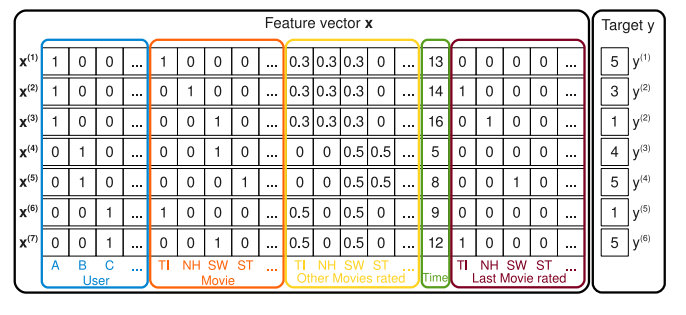 Feature vector x Target y
x(1) 1 0 0 ... 1 0 0 0 ... 0.3 0.3 0.3 0 ... 13 0 0 0 0 ... 5 y(1)
x(2) 1 0 0 ... 0 1 0 0 ... 0.3 0.3 0.3 0 ... 14 1 0 0 0 ... 3 y(2)
x(3) 1 0 0 ... 0 0 1 0 ... 0.3 0.3 0.3 0 ... 16 0 1 0 0 ... 1 y(2)
x(4) 0 1 0 ... 0 0 1 0 ... 0 0 0.5 0.5 ... 5 0 0 0 0 ... 4 y(3)
x(5) 0 1 0 ... 0 0 0 1 ... 0 0 0.5 0.5 ... 8 0 0 1 0 ... 5 y(4)
x(6) 0 0 1 ... 1 0 0 0 ... 0.5 0 0.5 0 ... 9 0 0 0 0 ... 1 y(5)
x(7) 0 0 1 ... 0 0 1 0 ... 0.5 0 0.5 0 ... 12 1 0 0 0 ... 5 y(6)
A B C ... TI NH SW ST ... TI NH SW ST ... TI NH SW ST ...
User Movie Other Movies rated Time Last Movie rated